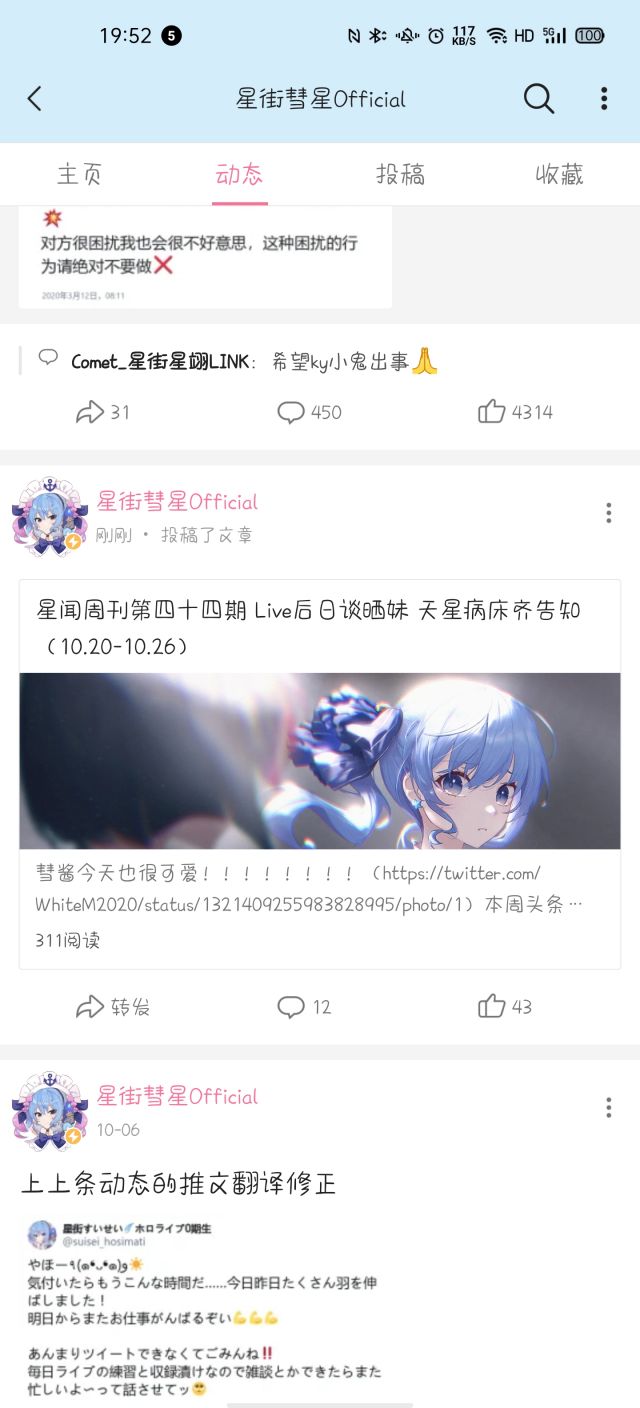 19:52 5
117 KB/S HD 5G 100
星街彗星Official
主页 动态 投稿 收藏
💥
对方很困扰我也会很不好意思，这种困扰的行
为请绝对不要做❌
2020年3月12日，08:11
Comet_星街星翊LINK： 希望ky小鬼出事🙏
31 450 4314
星街彗星Official
刚刚 · 投稿了文章
星闻周刊第四十四期 Live后日谈晒妹 天星病床齐告知
（10.20-10.26）
彗酱今天也很可爱！！！！！！！！（https://twitter.com/
WhiteM2020/status/1321409255983828995/photo/1）本周头条…
311阅读
转发 12 43
星街彗星Official
10-06
上上条动态的推文翻译修正
星街すいせい☄️ホロライブ0期生
@suisei_hosimati
やほー٩(๑❛ᴗ❛๑)۶☀️
気付いたらもうこんな時間だ……今日昨日たくさん羽を伸
ばしました！
明日からまたお仕事がんばるぞい💪💪💪
あんまりツイートできなくてごみんね‼️
毎日ライブの練習と収録漬けなので雑談とかできたらまた
忙しいよ〜って話させてッ🥺